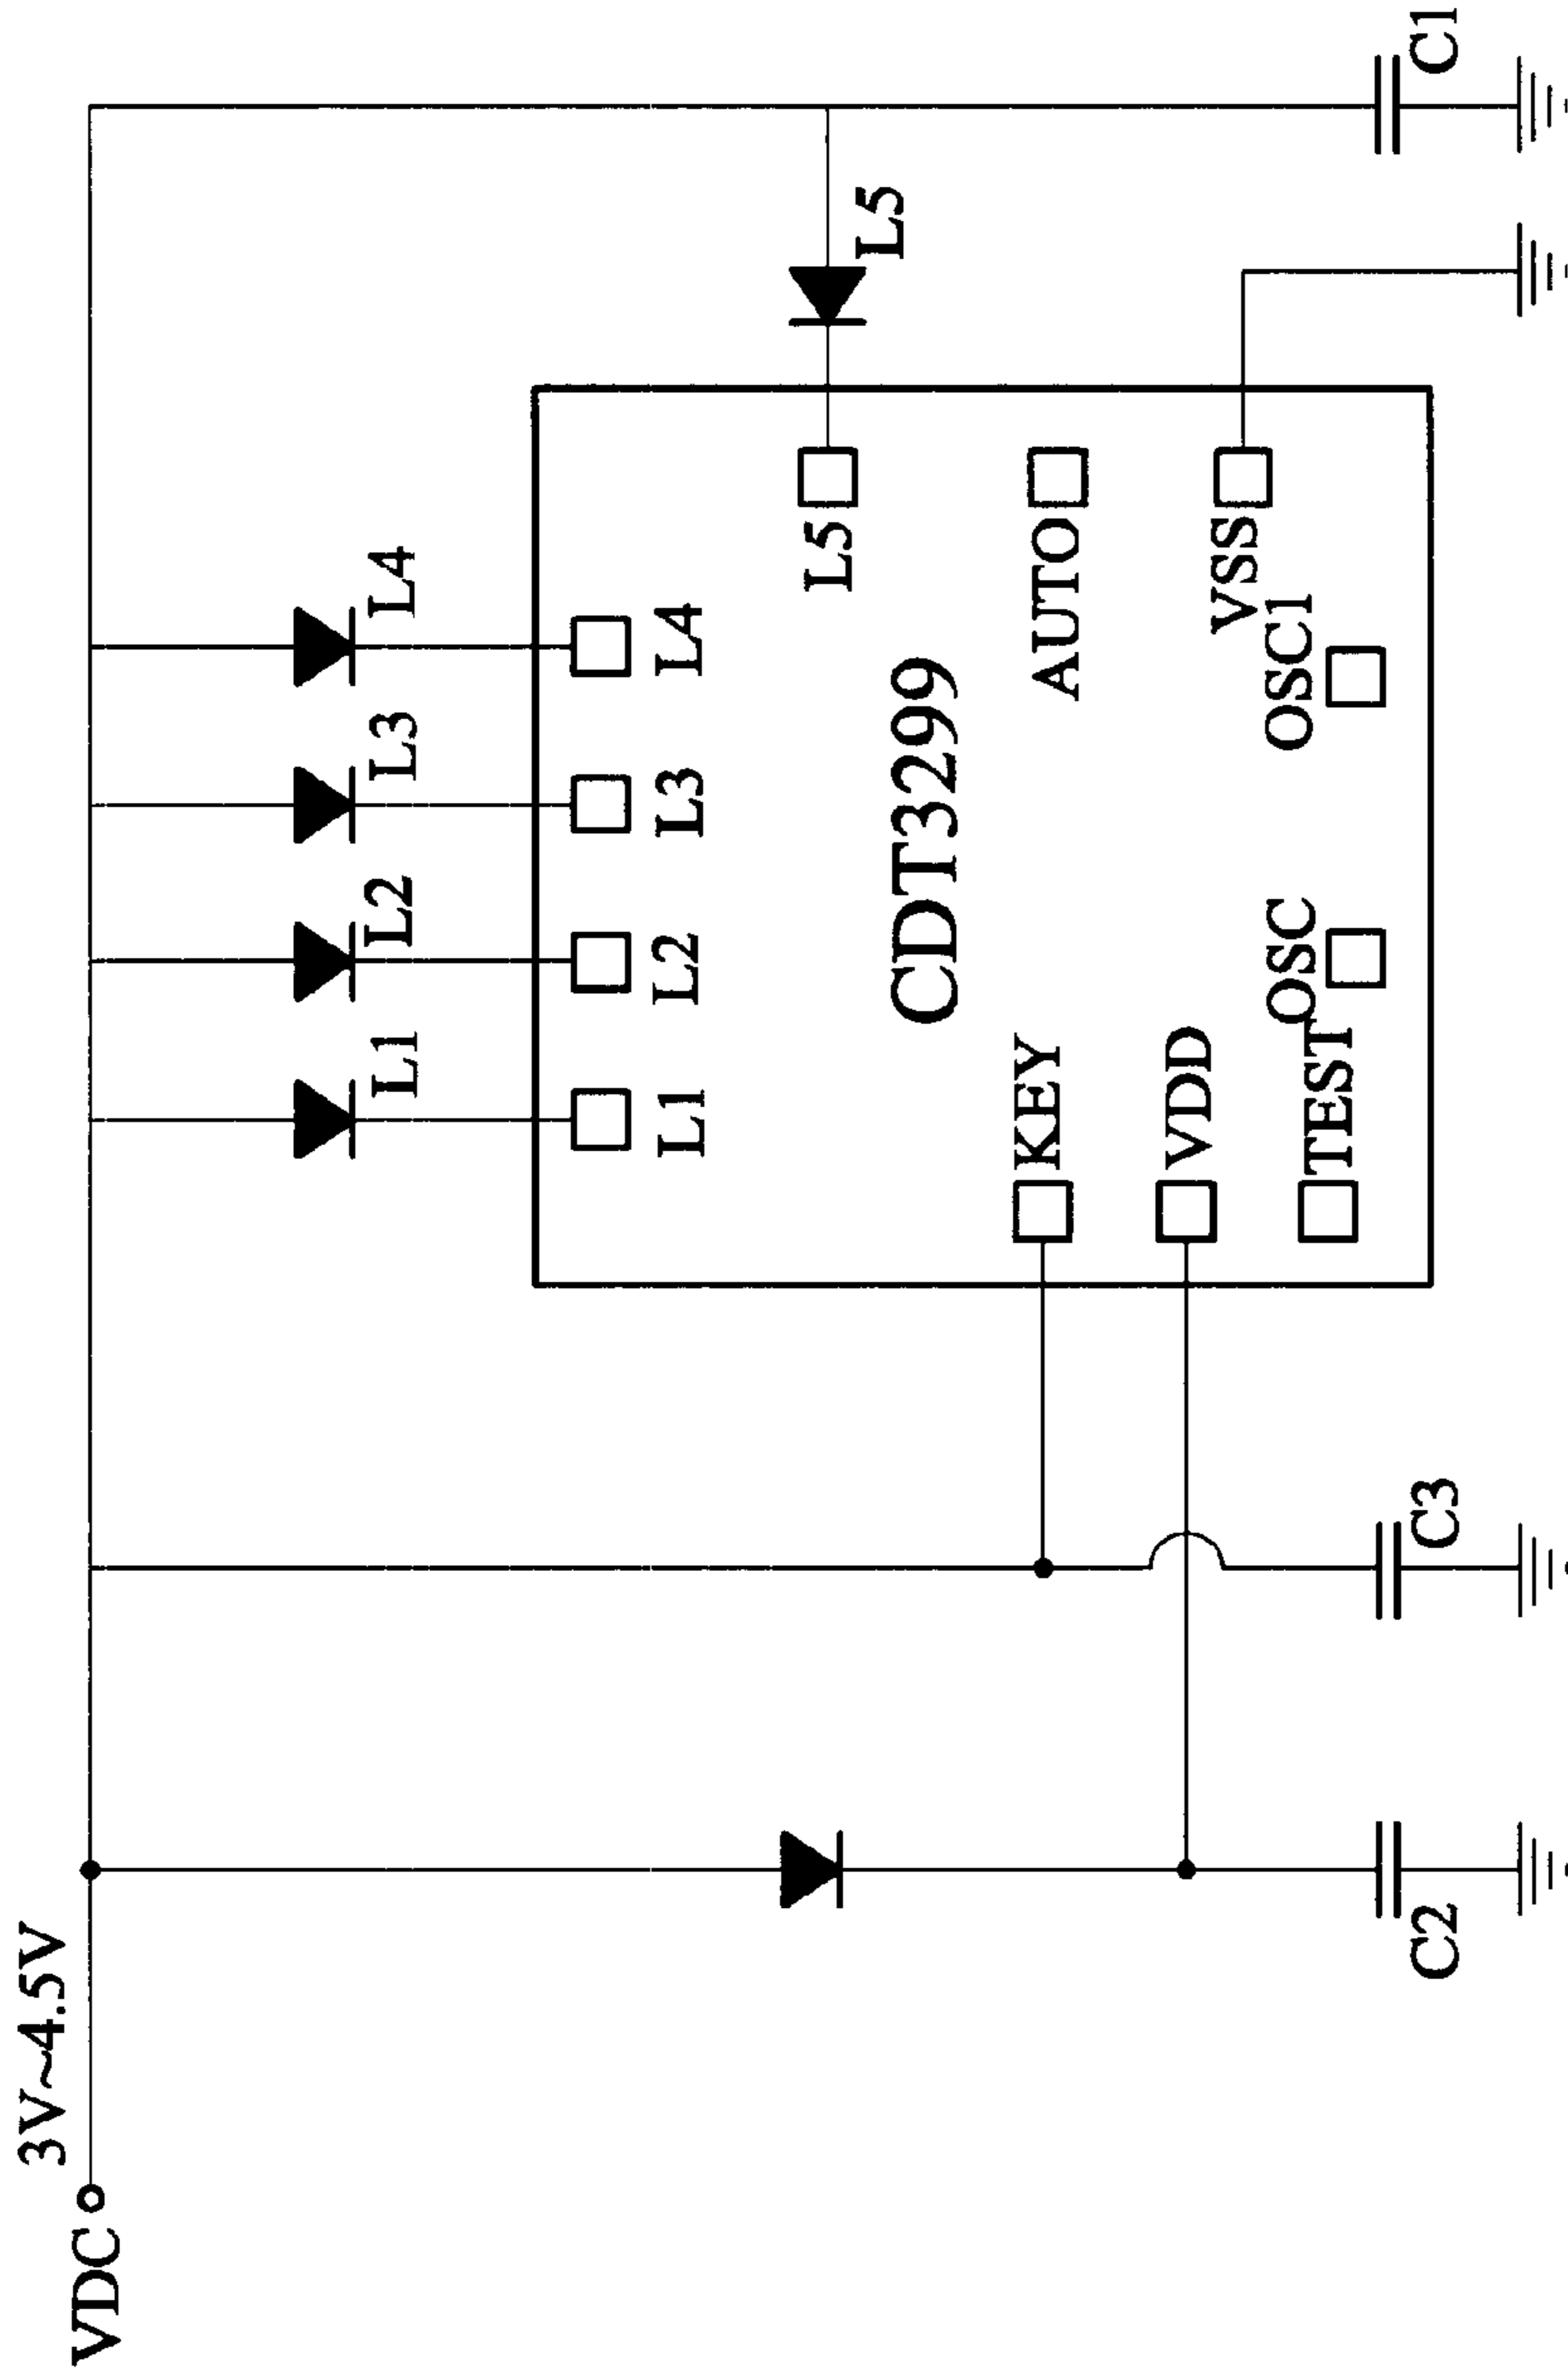 VDC
3V~4.5V
L1
L2
L3
L4
L5
L1
L2
L3
L4
L5
CDT3299
KEY
AUTO
VDD
VSS
TEST
OSC
OSC1
C2
C3
C1